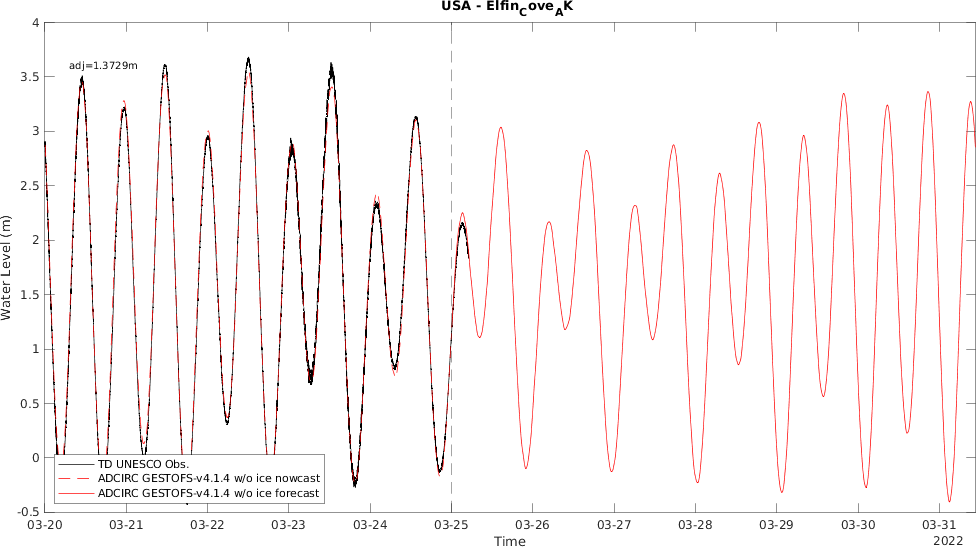 USA - Elfin_Cove_AK
adj=1.3729m
4
3.5
3
2.5
2
1.5
1
0.5
0
-0.5
Water Level (m)
TD UNESCO Obs.
ADCIRC GESTOFS-v4.1.4 w/o ice nowcast
ADCIRC GESTOFS-v4.1.4 w/o ice forecast
03-20 03-21 03-22 03-23 03-24 03-25 03-26 03-27 03-28 03-29 03-30 03-31
Time
2022